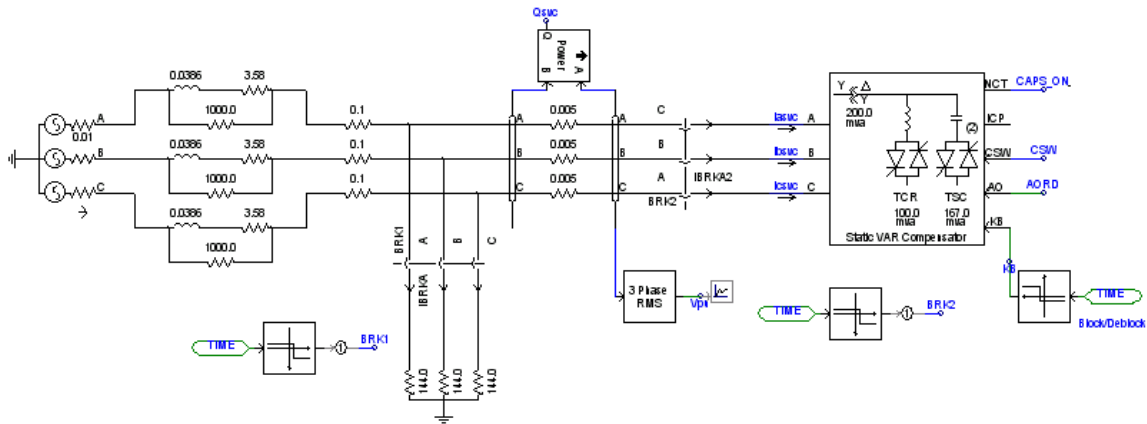 Qsvc
Q
Power
A
B
0.0386
3.58
1000.0
0.1
0.005
C
A
A
A
0.01
Iasvc
A
0.0386
3.58
1000.0
0.1
0.005
B
B
B
B
Ibsvc
B
0.0386
3.58
1000.0
0.1
0.005
A
C
C
C
IBRKA2
BRK2
Icsvc
C
Y
Δ
Y
200.0
mva
NCT
CAPS_ON_
ICP
(2)
CSW
CSW
AO
AORD
KB
TCR
100.0
mva
TSC
167.0
mva
Static VAR Compensator
KB
BRK1
A
B
C
IBRKA
3 Phase
RMS
Vpu
TIME
1
BRK1
TIME
1
BRK2
TIME
Block/Deblock
144.0
144.0
144.0